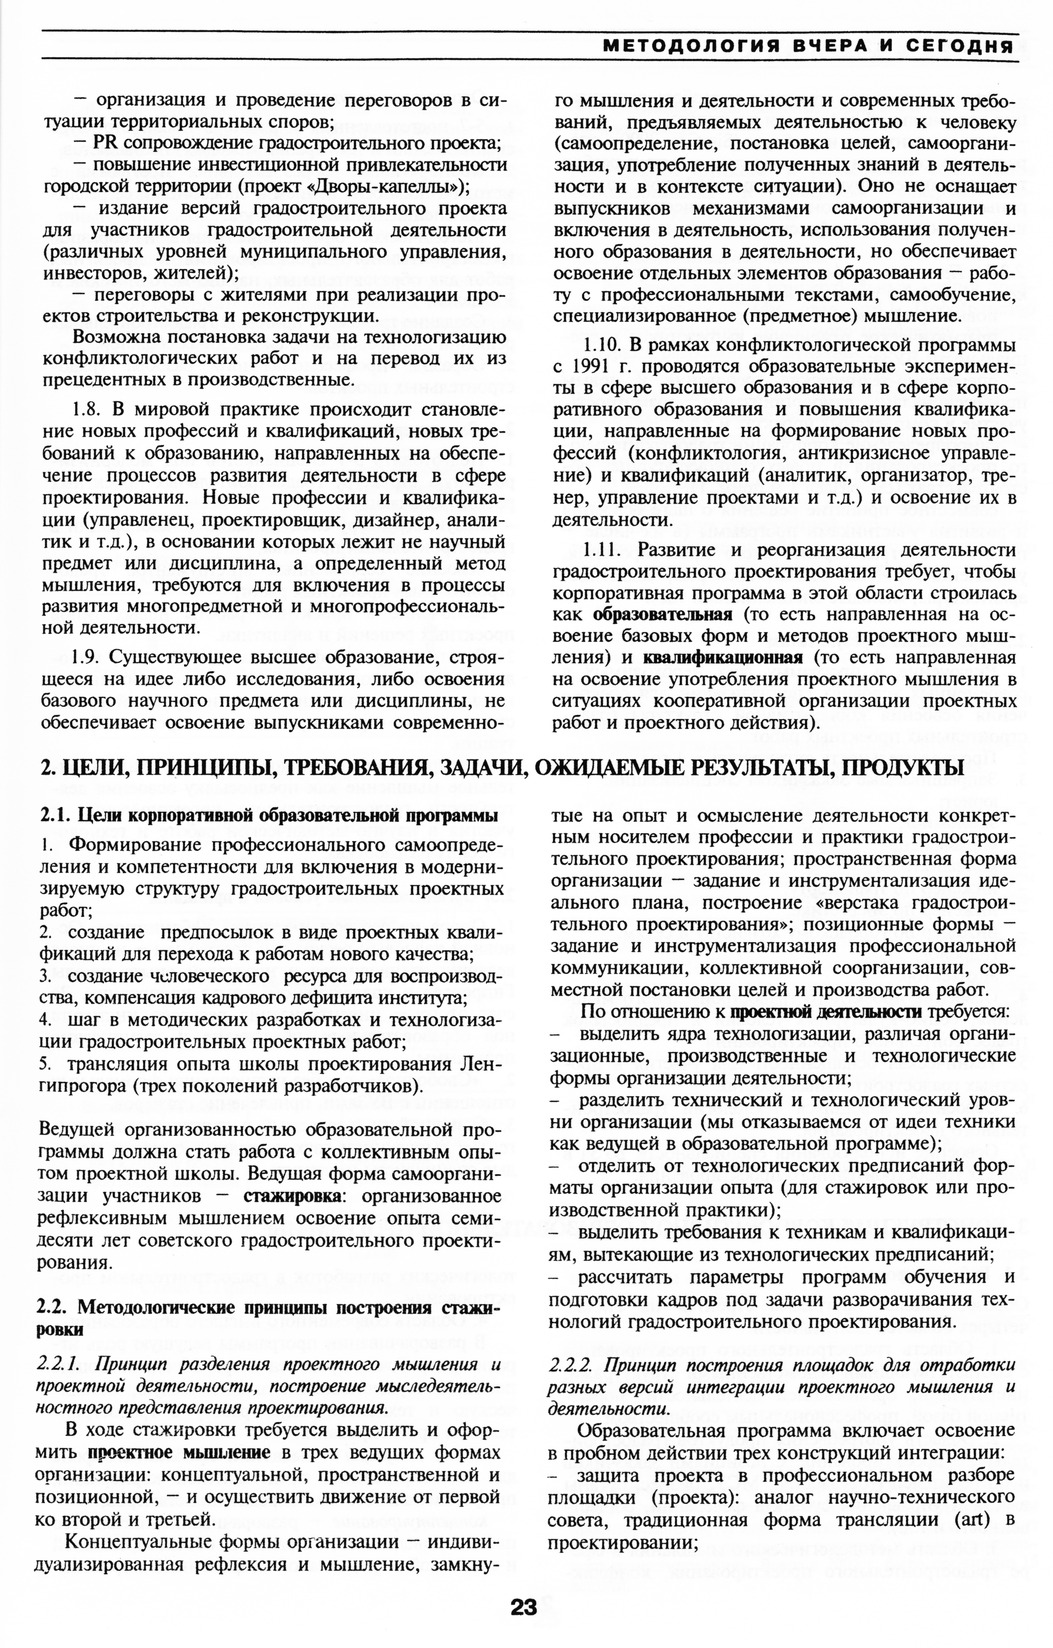 МЕТОДОЛОГИЯ ВЧЕРА И СЕГОДНЯ
— организация и проведение переговоров в си-
туации территориальных споров;
— PR сопровождение градостроительного проекта;
— повышение инвестиционной привлекательности
городской территории (проект «Дворы-капеллы»);
— издание версий градостроительного проекта
для участников градостроительной деятельности
(различных уровней муниципального управления,
инвесторов, жителей);
— переговоры с жителями при реализации про-
ектов строительства и реконструкции.
Возможна постановка задачи на технологизацию
конфликтологических работ и на перевод их из
прецедентных в производственные.
1.8. В мировой практике происходит становле-
ние новых профессий и квалификаций, новых тре-
бований к образованию, направленных на обеспе-
чение процессов развития деятельности в сфере
проектирования. Новые профессии и квалифика-
ции (управленец, проектировщик, дизайнер, анали-
тик и т.д.), в основании которых лежит не научный
предмет или дисциплина, а определенный метод
мышления, требуются для включения в процессы
развития многопредметной и многопрофессиональ-
ной деятельности.
1.9. Существующее высшее образование, строя-
щееся на идее либо исследования, либо освоения
базового научного предмета или дисциплины, не
обеспечивает освоение выпускниками современно-
го мышления и деятельности и современных требо-
ваний, предъявляемых деятельностью к человеку
(самоопределение, постановка целей, самооргани-
зация, употребление полученных знаний в деятель-
ности и в контексте ситуации). Оно не оснащает
выпускников механизмами самоорганизации и
включения в деятельность, использования получен-
ного образования в деятельности, но обеспечивает
освоение отдельных элементов образования — рабо-
ту с профессиональными текстами, самообучение,
специализированное (предметное) мышление.
1.10. В рамках конфликтологической программы
с 1991 г. проводятся образовательные эксперимен-
ты в сфере высшего образования и в сфере корпо-
ративного образования и повышения квалифика-
ции, направленные на формирование новых про-
фессий (конфликтология, антикризисное управле-
ние) и квалификаций (аналитик, организатор, тре-
нер, управление проектами и т.д.) и освоение их в
деятельности.
1.11. Развитие и реорганизация деятельности
градостроительного проектирования требует, чтобы
корпоративная программа в этой области строилась
как образовательная (то есть направленная на ос-
воение базовых форм и методов проектного мыш-
ления) и квалификационная (то есть направленная
на освоение употребления проектного мышления в
ситуациях кооперативной организации проектных
работ и проектного действия).
2. ЦЕЛИ, ПРИНЦИПЫ, ТРЕБОВАНИЯ, ЗАДАЧИ, ОЖИДАЕМЫЕ РЕЗУЛЬТАТЫ, ПРОДУКТЫ
2.1. Цели корпоративной образовательной программы
1. Формирование профессионального самоопреде-
ления и компетентности для включения в модерни-
зируемую структуру градостроительных проектных
работ;
2. создание предпосылок в виде проектных квали-
фикаций для перехода к работам нового качества;
3. создание человеческого ресурса для воспроизвод-
ства, компенсация кадрового дефицита института;
4. шаг в методических разработках и технологиза-
ции градостроительных проектных работ;
5. трансляция опыта школы проектирования Лен-
гипрогора (трех поколений разработчиков).
Ведущей организованностью образовательной про-
граммы должна стать работа с коллективным опы-
том проектной школы. Ведущая форма самооргани-
зации участников — стажировка: организованное
рефлексивным мышлением освоение опыта семи-
десяти лет советского градостроительного проекти-
рования.
2.2. Методологические принципы построения стажи-
ровки
2.2.1. Принцип разделения проектного мышления и
проектной деятельности, построение мыследеятель-
ностного представления проектирования.
В ходе стажировки требуется выделить и офор-
мить проектное мышление в трех ведущих формах
организации: концептуальной, пространственной и
позиционной, — и осуществить движение от первой
ко второй и третьей.
Концептуальные формы организации — индиви-
дуализированная рефлексия и мышление, замкну-
тые на опыт и осмысление деятельности конкрет-
ным носителем профессии и практики градострои-
тельного проектирования; пространственная форма
организации — задание и инструментализация иде-
ального плана, построение «верстака градострои-
тельного проектирования»; позиционные формы —
задание и инструментализация профессиональной
коммуникации, коллективной соорганизации, сов-
местной постановки целей и производства работ.
По отношению к проектной деятельности требуется:
– выделить ядра технологизации, различая органи-
зационные, производственные и технологические
формы организации деятельности;
– разделить технический и технологический уров-
ни организации (мы отказываемся от идеи техники
как ведущей в образовательной программе);
– отделить от технологических предписаний фор-
маты организации опыта (для стажировок или про-
изводственной практики);
– выделить требования к техникам и квалификаци-
ям, вытекающие из технологических предписаний;
– рассчитать параметры программ обучения и
подготовки кадров под задачи разворачивания тех-
нологий градостроительного проектирования.
2.2.2. Принцип построения площадок для отработки
разных версий интеграции проектного мышления и
деятельности.
Образовательная программа включает освоение
в пробном действии трех конструкций интеграции:
– защита проекта в профессиональном разборе
площадки (проекта): аналог научно-технического
совета, традиционная форма трансляции (art) в
проектировании;
23